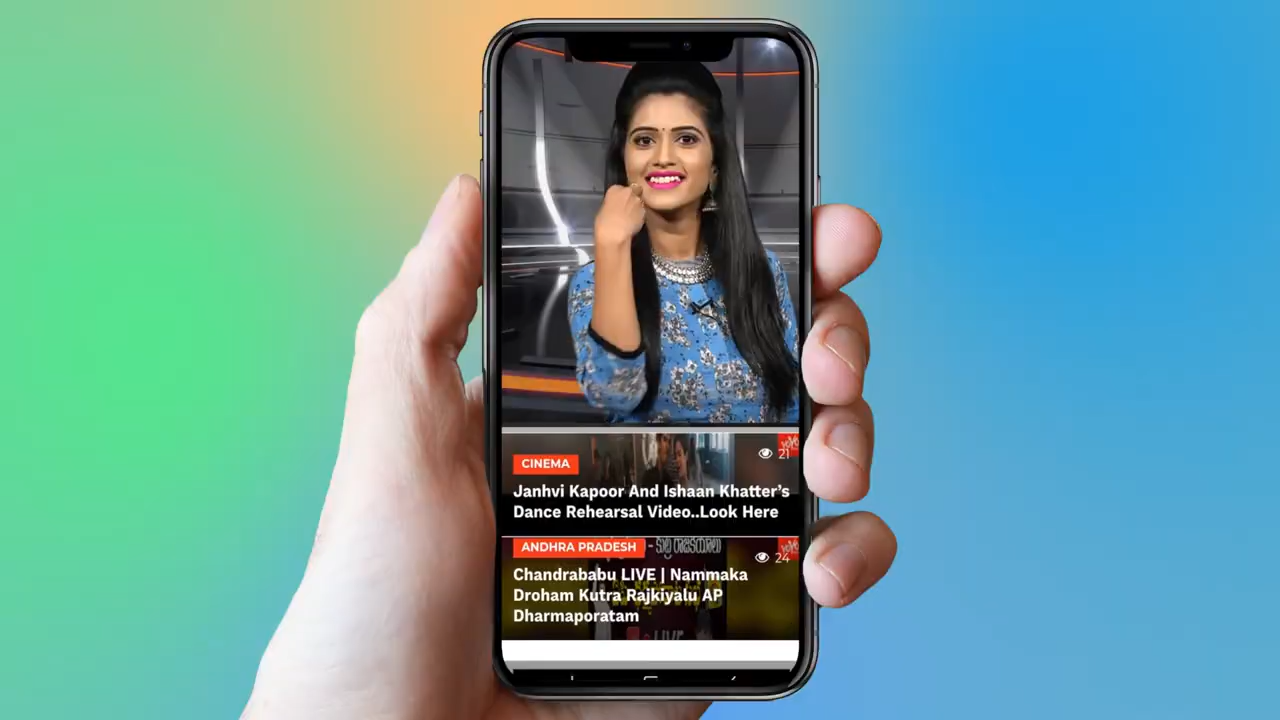 CINEMA
21
Janhvi Kapoor And Ishaan Khatter's
Dance Rehearsal Video..Look Here
ANDHRA PRADESH
24
Chandrababu LIVE | Nammaka
Droham Kutra Rajkiyalu AP
Dharmaporatam
LIVE